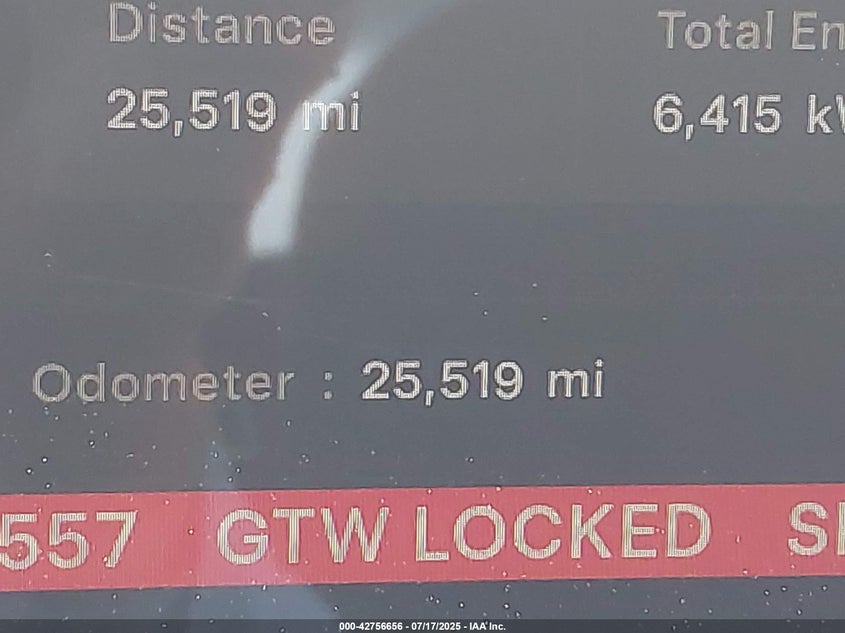 Distance
Total En
25,519 mi
6,415 k
Odometer : 25,519 mi
557 GTW LOCKED
000-42756656 - 07/17/2025 - IAA Inc.